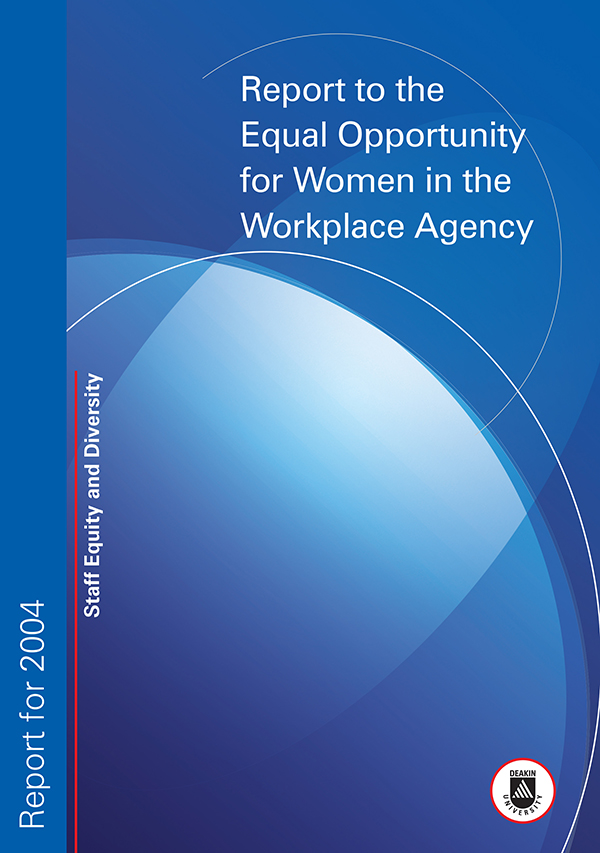 Report to the
Equal Opportunity
for Women in the
Workplace Agency
Staff Equity and Diversity
Report for 2004
DEAKIN
UNIVERSITY